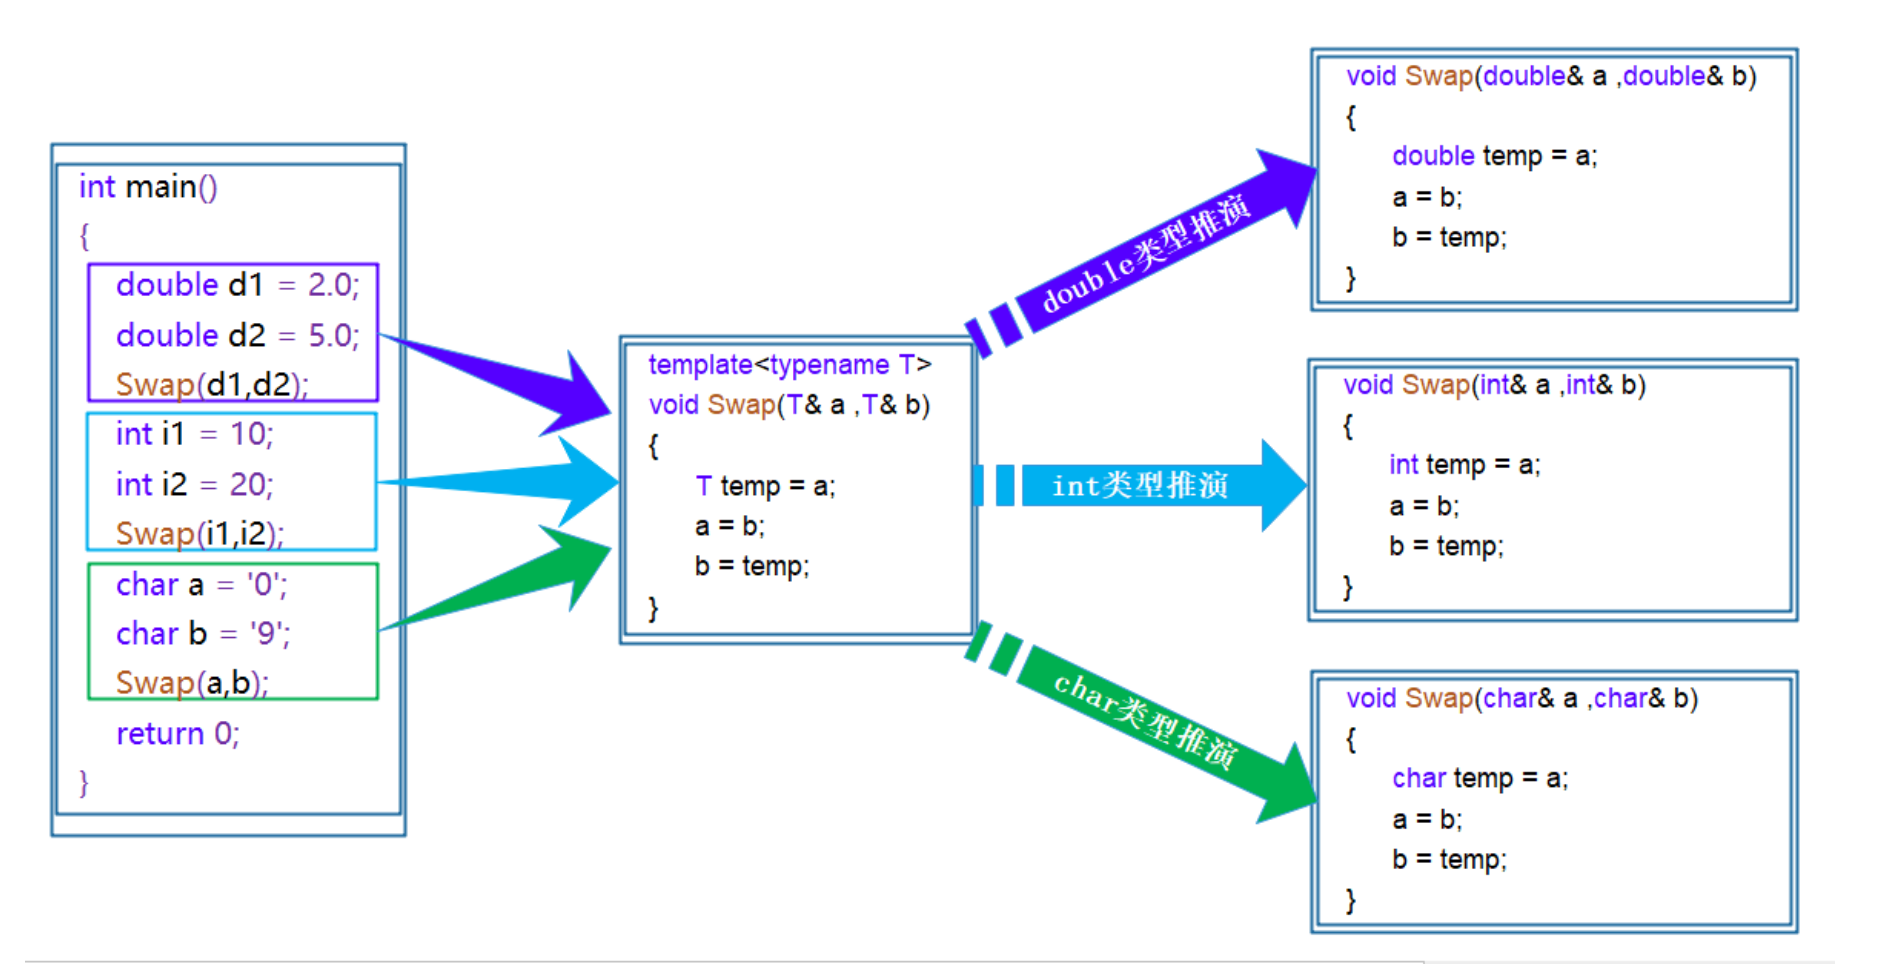 int main()
{
double d1 = 2.0;
double d2 = 5.0;
Swap(d1,d2);
int i1 = 10;
int i2 = 20;
Swap(i1,i2);
char a = '0';
char b = '9';
Swap(a,b);
return 0;
}
template<typename T>
void Swap(T& a ,T& b)
{
T temp = a;
a = b;
b = temp;
}
double类型推演
int类型推演
char类型推演
void Swap(double& a ,double& b)
{
double temp = a;
a = b;
b = temp;
}
void Swap(int& a ,int& b)
{
int temp = a;
a = b;
b = temp;
}
void Swap(char& a ,char& b)
{
char temp = a;
a = b;
b = temp;
}